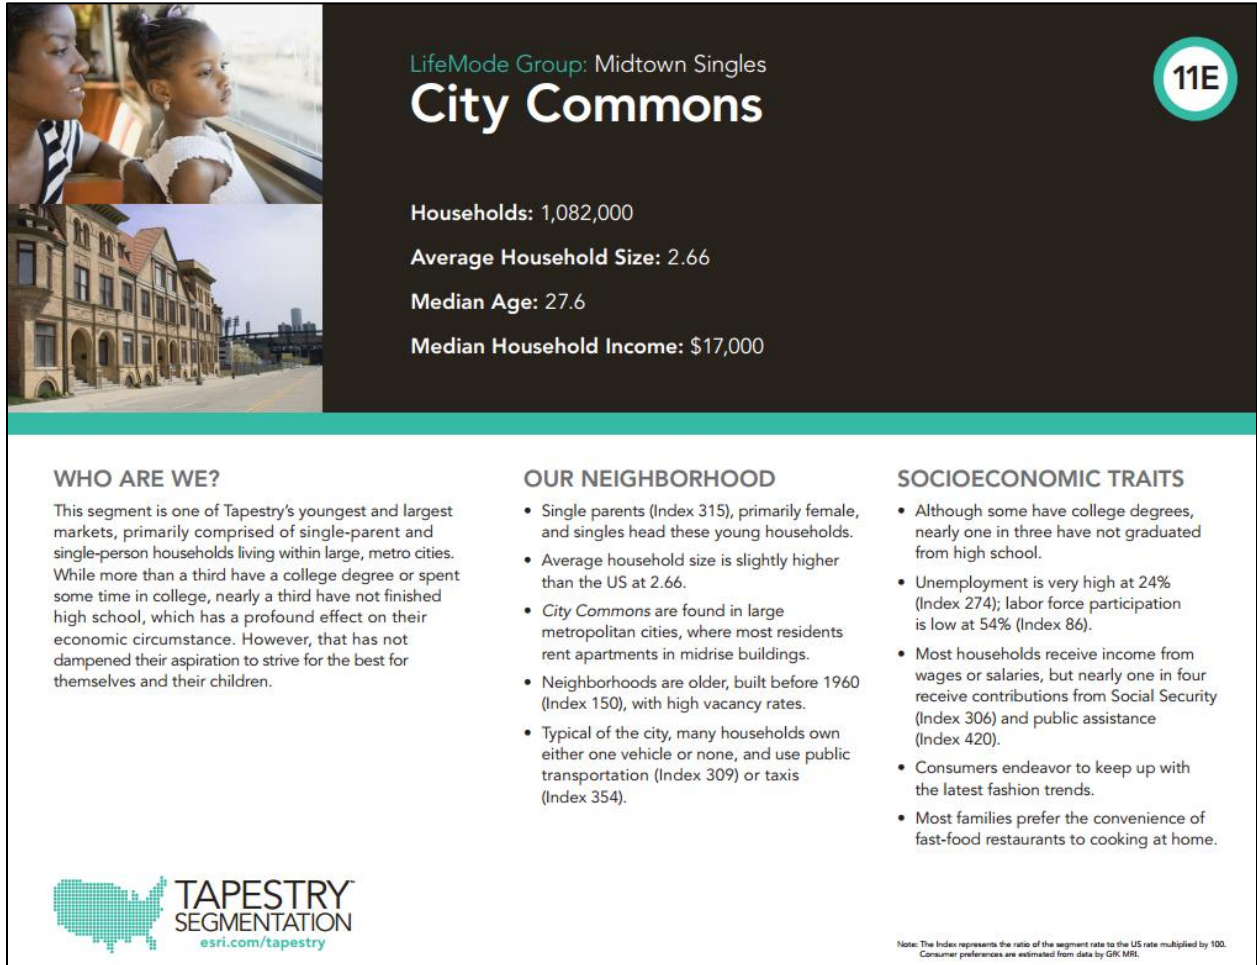 LifeMode Group: Midtown Singles
City Commons
11E
Households: 1,082,000
Average Household Size: 2.66
Median Age: 27.6
Median Household Income: $17,000
WHO ARE WE?
This segment is one of Tapestry's youngest and largest
markets, primarily comprised of single-parent and
single-person households living within large, metro cities.
While more than a third have a college degree or spent
some time in college, nearly a third have not finished
high school, which has a profound effect on their
economic circumstance. However, that has not
dampened their aspiration to strive for the best for
themselves and their children.
OUR NEIGHBORHOOD
• Single parents (Index 315), primarily female,
and singles head these young households.
• Average household size is slightly higher
than the US at 2.66.
• City Commons are found in large
metropolitan cities, where most residents
rent apartments in midrise buildings.
• Neighborhoods are older, built before 1960
(Index 150), with high vacancy rates.
• Typical of the city, many households own
either one vehicle or none, and use public
transportation (Index 309) or taxis
(Index 354).
SOCIOECONOMIC TRAITS
• Although some have college degrees,
nearly one in three have not graduated
from high school.
• Unemployment is very high at 24%
(Index 274); labor force participation
is low at 54% (Index 86).
• Most households receive income from
wages or salaries, but nearly one in four
receive contributions from Social Security
(Index 306) and public assistance
(Index 420).
• Consumers endeavor to keep up with
the latest fashion trends.
• Most families prefer the convenience of
fast-food restaurants to cooking at home.
TAPESTRY™
SEGMENTATION
esri.com/tapestry
Note: The Index represents the ratio of the segment rate to the US rate multiplied by 100.
Consumer preferences are estimated from data by GfK MRI.